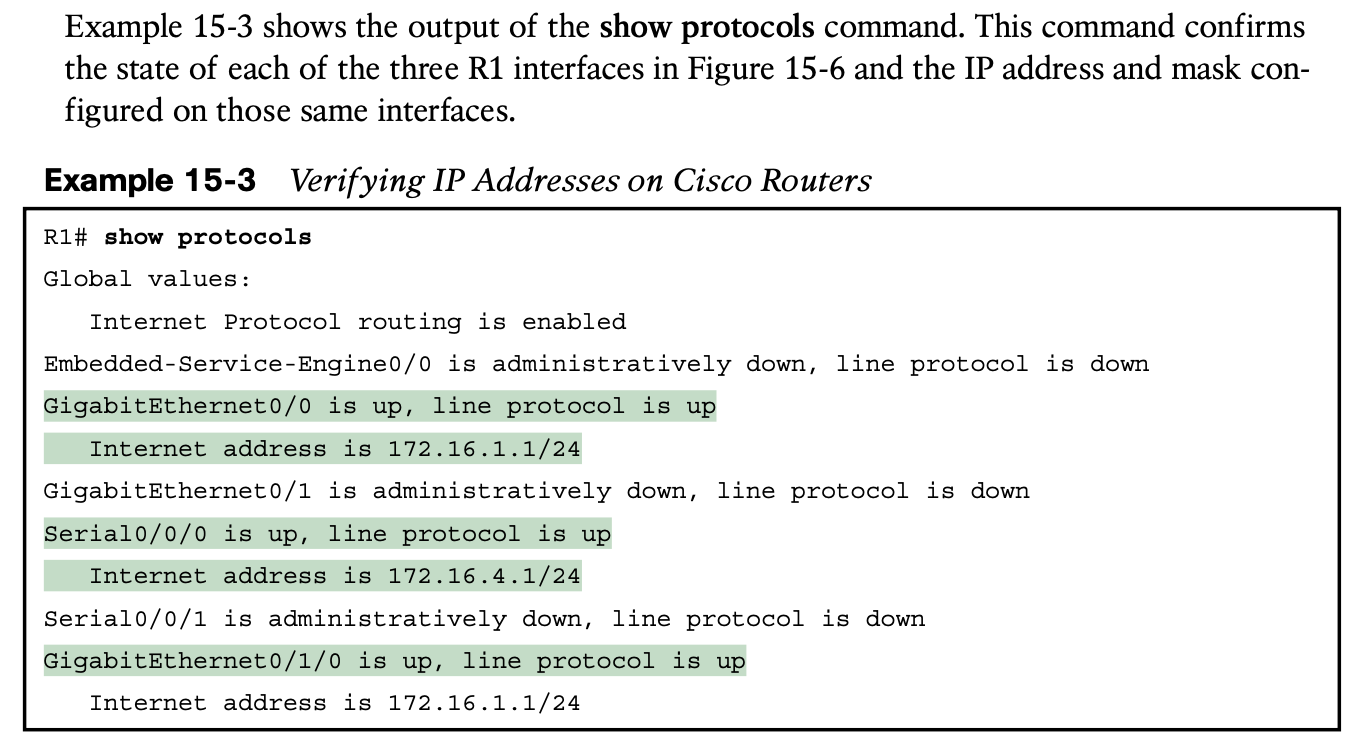 Example 15-3 shows the output of the show protocols command. This command confirms
the state of each of the three R1 interfaces in Figure 15-6 and the IP address and mask con-
figured on those same interfaces.
Example 15-3 Verifying IP Addresses on Cisco Routers
R1# show protocols
Global values:
   Internet Protocol routing is enabled
Embedded-Service-Engine0/0 is administratively down, line protocol is down
GigabitEthernet0/0 is up, line protocol is up
   Internet address is 172.16.1.1/24
GigabitEthernet0/1 is administratively down, line protocol is down
Serial0/0/0 is up, line protocol is up
   Internet address is 172.16.4.1/24
Serial0/0/1 is administratively down, line protocol is down
GigabitEthernet0/1/0 is up, line protocol is up
   Internet address is 172.16.1.1/24